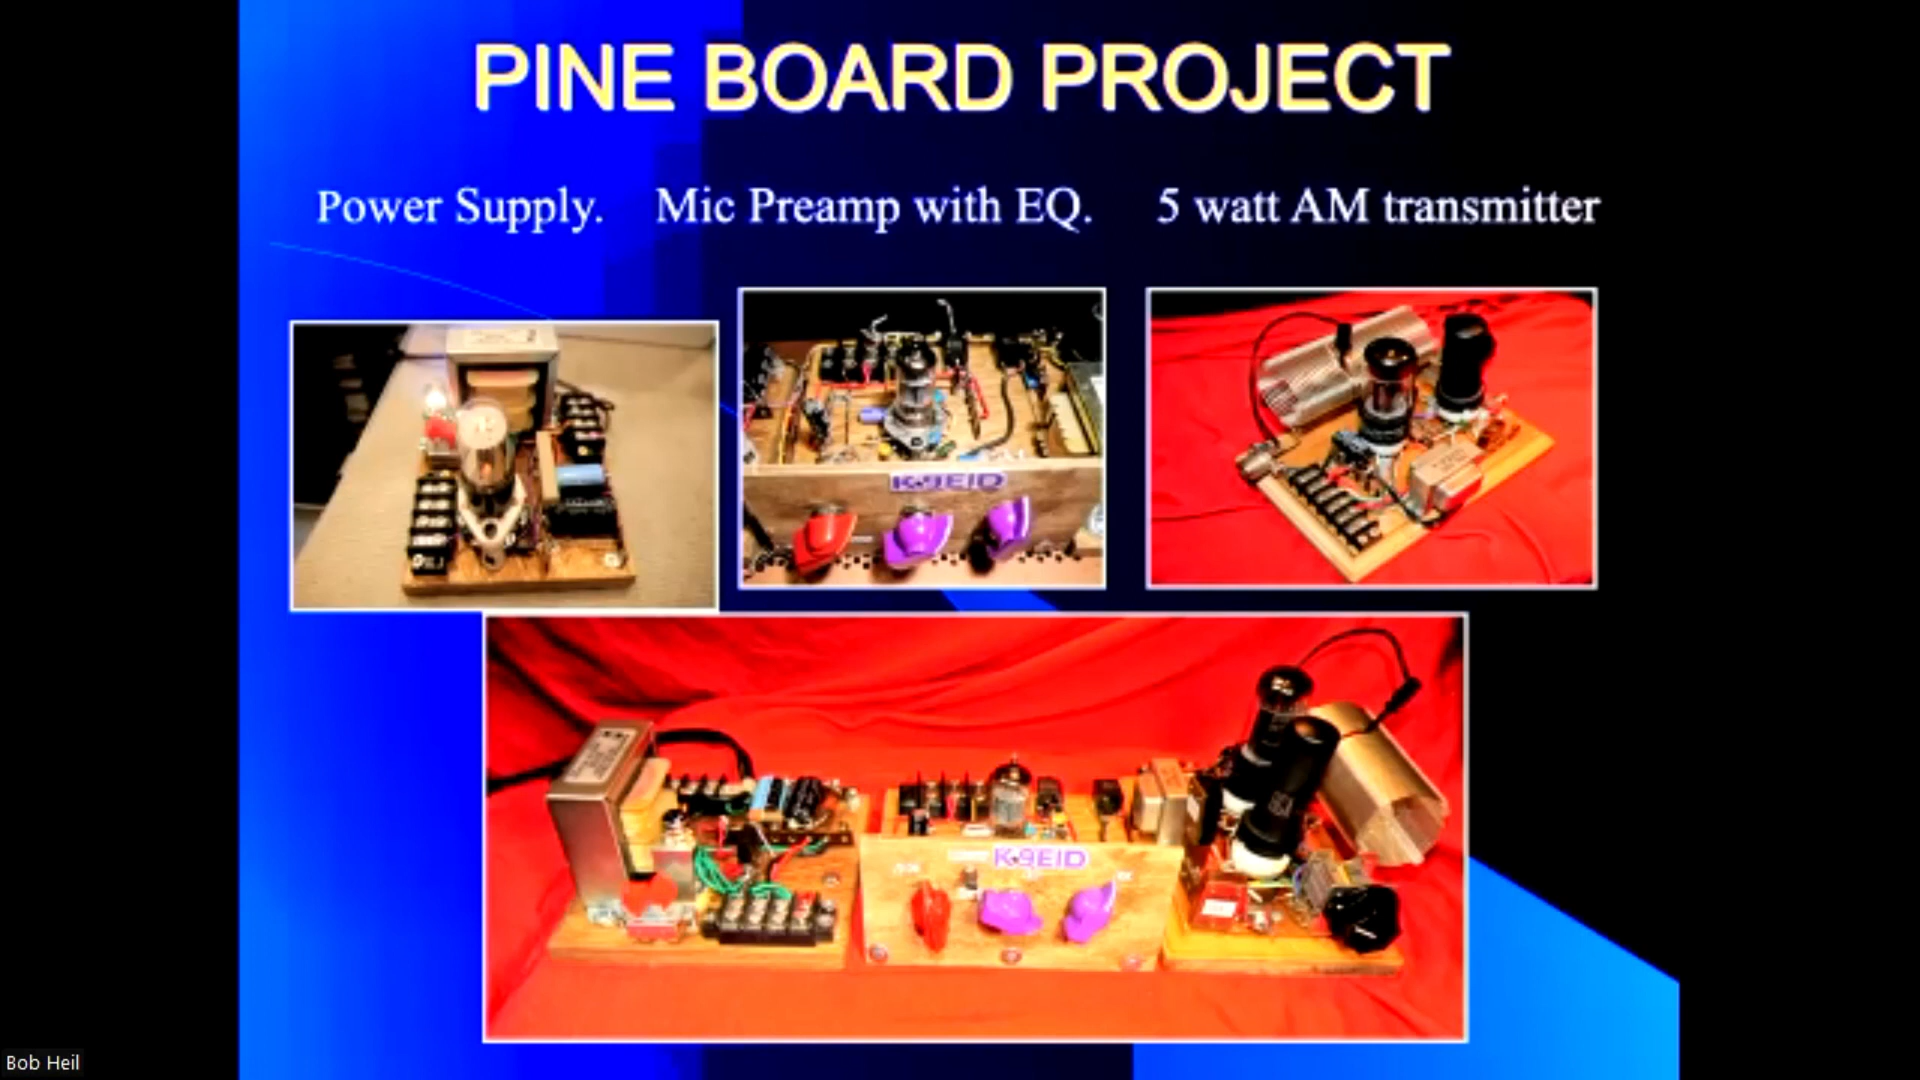 PINE BOARD PROJECT
Power Supply. Mic Preamp with EQ. 5 watt AM transmitter
K9EID
K9EID
Bob Heil